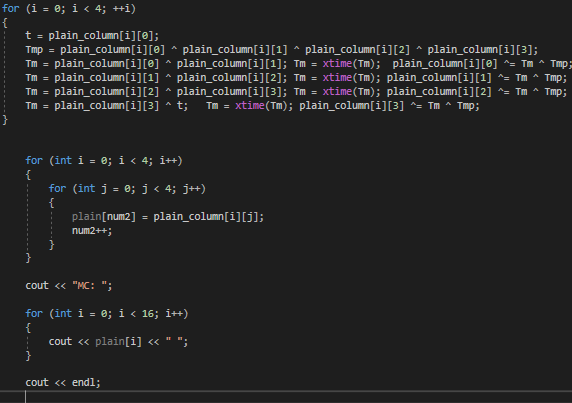 for (i = 0; i < 4; ++i)
{
t = plain_column[i][0];
Tmp = plain_column[i][0] ^ plain_column[i][1] ^ plain_column[i][2] ^ plain_column[i][3];
Tm = plain_column[i][0] ^ plain_column[i][1]; Tm = xtime(Tm);  plain_column[i][0] ^= Tm ^ Tmp;
Tm = plain_column[i][1] ^ plain_column[i][2]; Tm = xtime(Tm); plain_column[i][1] ^= Tm ^ Tmp;
Tm = plain_column[i][2] ^ plain_column[i][3]; Tm = xtime(Tm); plain_column[i][2] ^= Tm ^ Tmp;
Tm = plain_column[i][3] ^ t;   Tm = xtime(Tm); plain_column[i][3] ^= Tm ^ Tmp;
}
for (int i = 0; i < 4; i++)
{
for (int j = 0; j < 4; j++)
{
plain[num2] = plain_column[i][j];
num2++;
}
}
cout << "MC: ";
for (int i = 0; i < 16; i++)
{
cout << plain[i] << " ";
}
cout << endl;